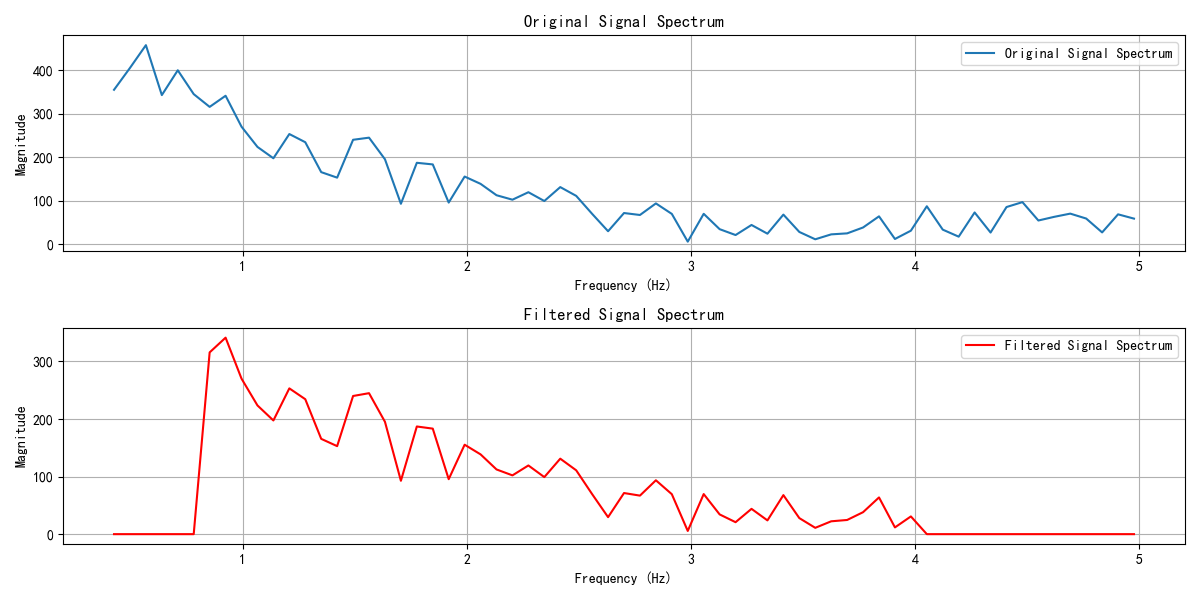 Original Signal Spectrum
Original Signal Spectrum
400
300
200
100
0
Magnitude
1
2
3
4
5
Frequency (Hz)
Filtered Signal Spectrum
Filtered Signal Spectrum
300
200
100
0
Magnitude
1
2
3
4
5
Frequency (Hz)